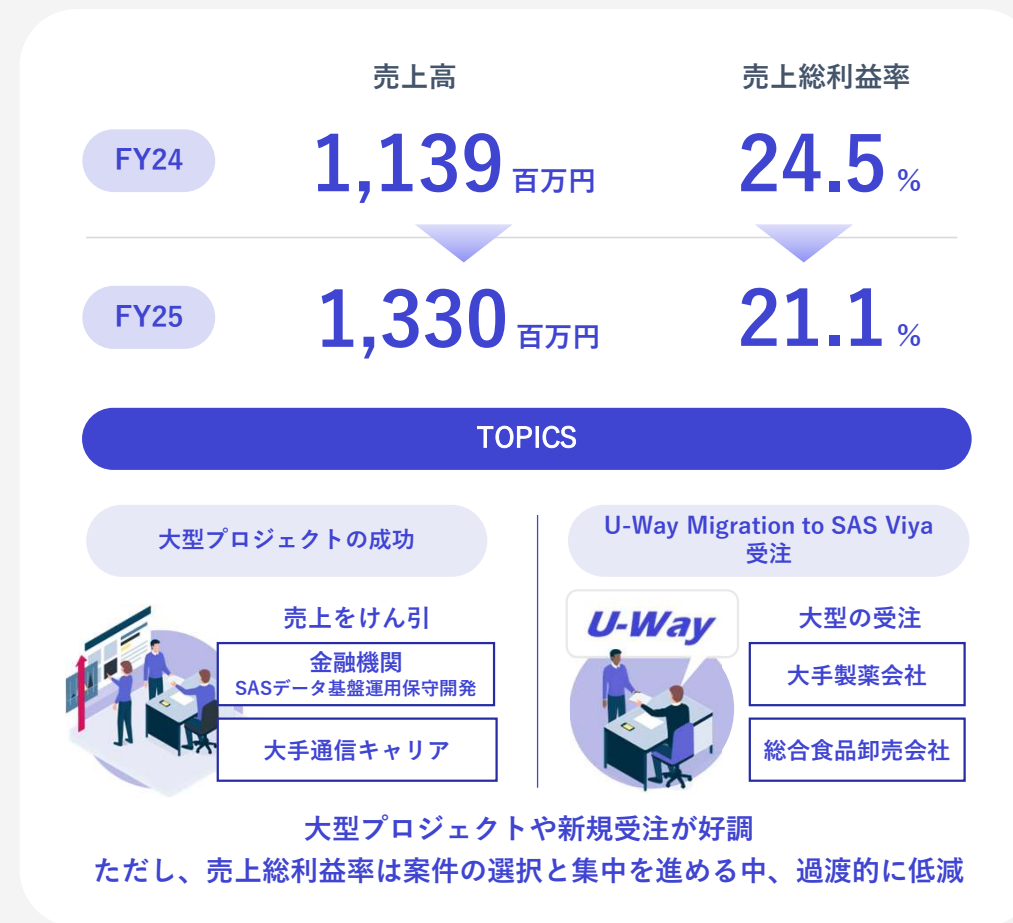 売上高 売上総利益率
FY24 1,139 百万円 24.5 %
FY25 1,330 百万円 21.1 %
TOPICS
大型プロジェクトの成功
売上をけん引
金融機関
SASデータ基盤運用保守開発
大手通信キャリア
U-Way Migration to SAS Viya
受注
U-Way
大型の受注
大手製薬会社
総合食品卸売会社
大型プロジェクトや新規受注が好調
ただし、売上総利益率は案件の選択と集中を進める中、過渡的に低減